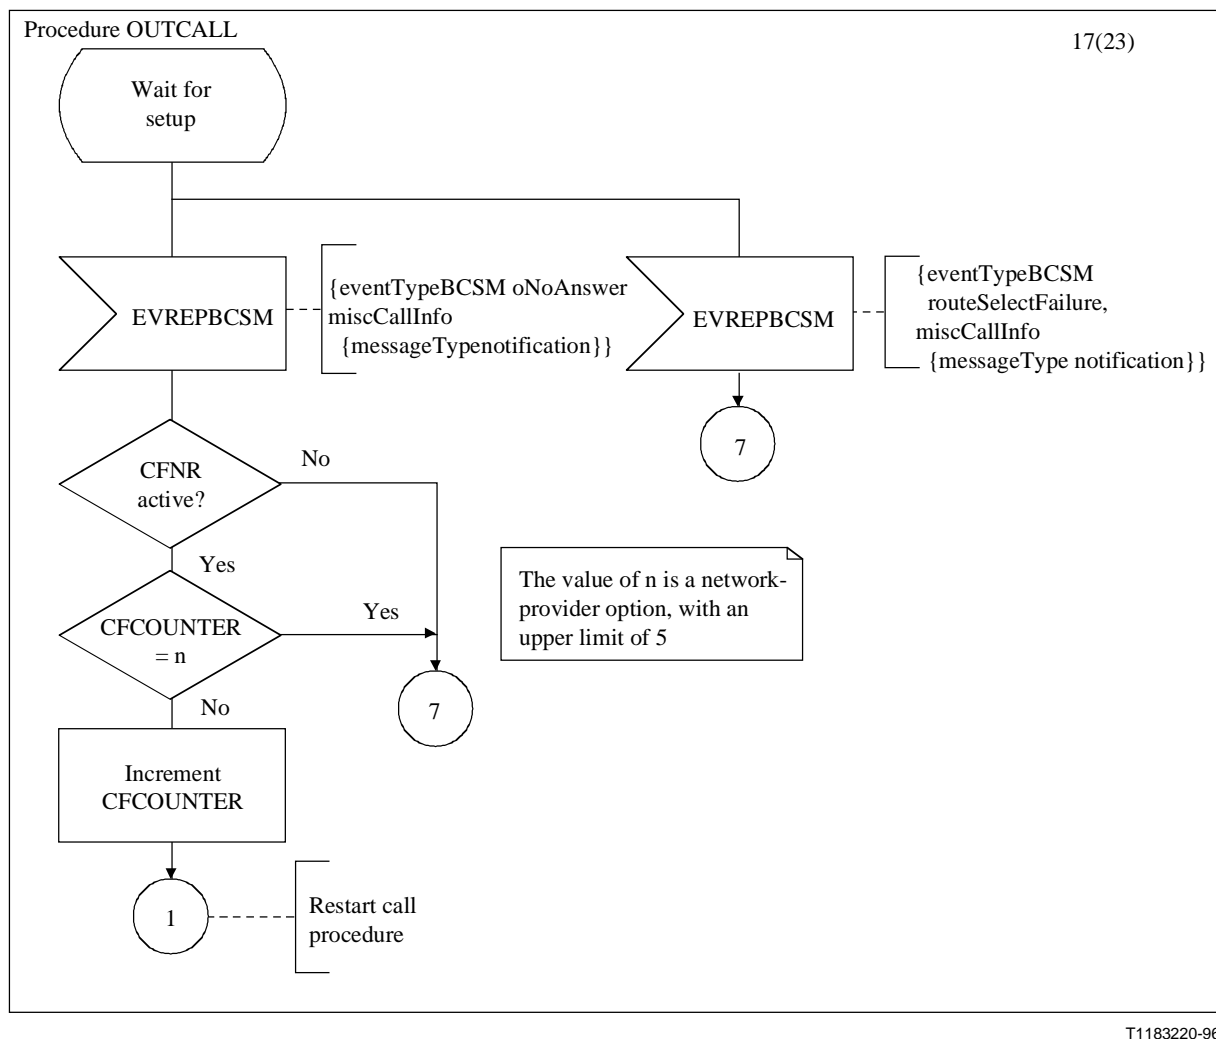 Procedure OUTCALL
17(23)
Wait for
setup
EVREPBCSM
{eventTypeBCSM oNoAnswer
miscCallInfo
{messageTypenotification}}
EVREPBCSM
{eventTypeBCSM
routeSelectFailure,
miscCallInfo
{messageType notification}}
7
CFNR
active?
No
Yes
CFCOUNTER
= n
Yes
The value of n is a network-
provider option, with an
upper limit of 5
7
No
Increment
CFCOUNTER
1
Restart call
procedure
T1183220-96